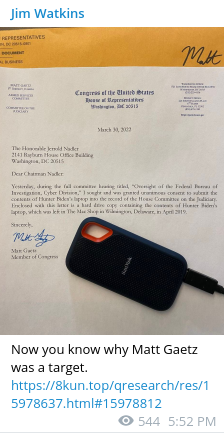 Jim Watkins
REPRESENTATIVES
DOCUMENT
Matt
Congress of the United States
House of Representatives
Washington, DC 20515
March 30, 2022
The Honorable Jerrold Nadler
2141 Rayburn House Office Building
Washington, DC 20515
Dear Chairman Nadler:
Yesterday, during the full committee hearing titled, "Oversight of the Federal Bureau of
Investigation, Cyber Division," I sought and was granted unanimous consent to submit the
contents of Hunter Biden's laptop into the record of the House Committee on the Judiciary.
Enclosed with this letter is a hard drive copy containing the contents of Hunter Biden's
laptop, which was left in The Mac Shop in Wilmington, Delaware, in April 2019.
Sincerely,
Matt Gaetz
Matt Gaetz
Member of Congress
SanDisk
Now you know why Matt Gaetz
was a target.
https://8kun.top/qresearch/res/1
5978637.html#15978812
544 5:52 PM